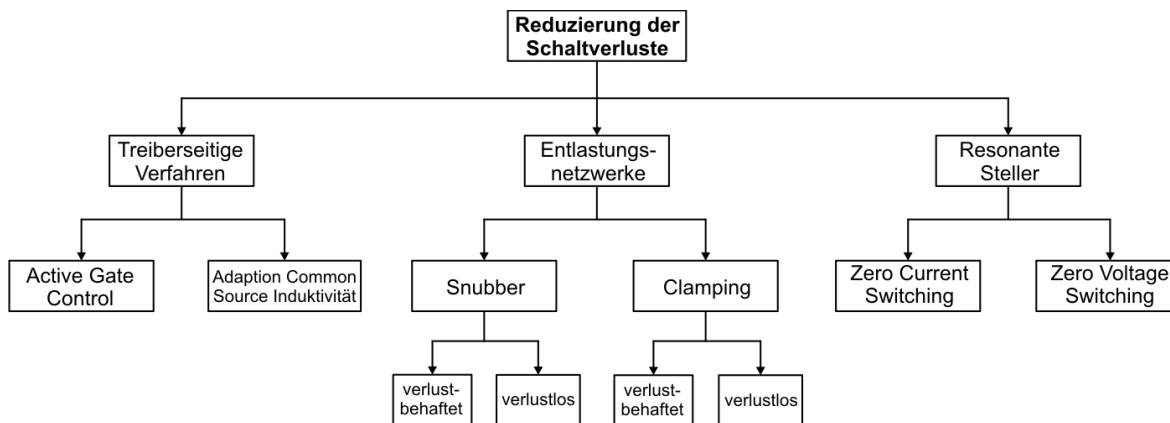 Reduzierung der
Schaltverluste
Treiberseitige
Verfahren
Entlastungs-
netzwerke
Resonante
Steller
Active Gate
Control
Adaption Common
Source Induktivität
Snubber
Clamping
Zero Current
Switching
Zero Voltage
Switching
verlust-
behaftet
verlustlos
verlust-
behaftet
verlustlos